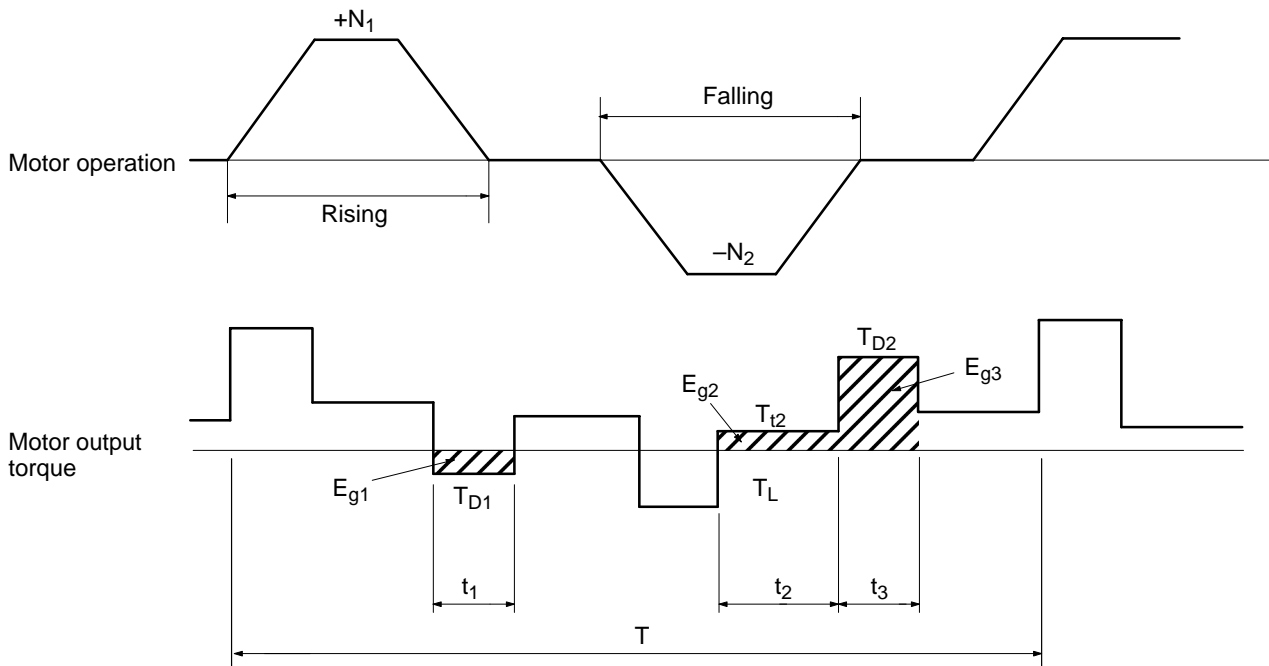 +N1
Falling
Motor operation
Rising
–N2
TD2
Eg2
Eg3
Tt2
Motor output
torque
Eg1
TD1
TL
t1
t2
t3
T